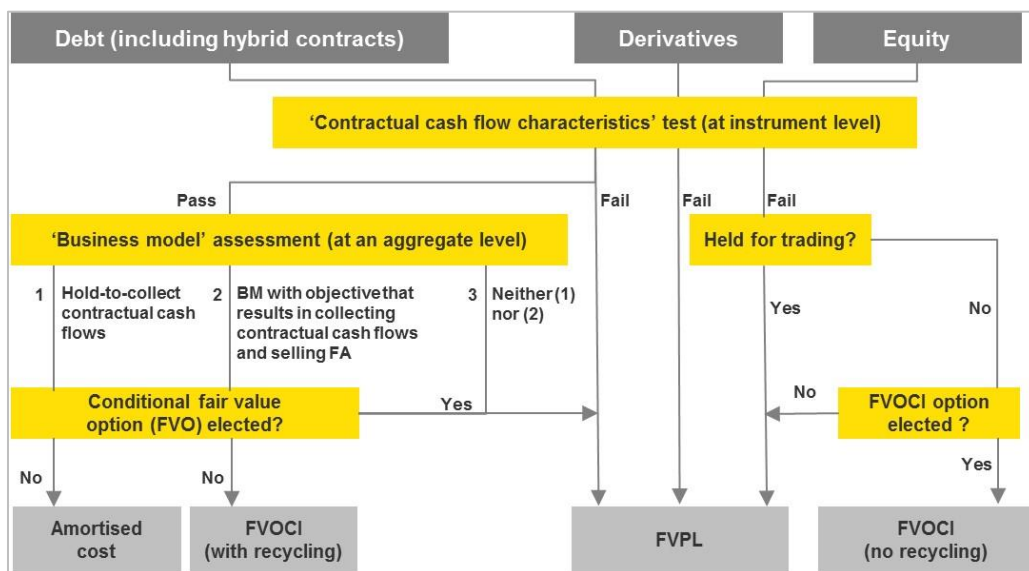 Debt (including hybrid contracts)
Derivatives
Equity
‘Contractual cash flow characteristics’ test (at instrument level)
Pass
Fail
Fail
Fail
‘Business model’ assessment (at an aggregate level)
Held for trading?
1
Hold-to-collect
contractual cash
flows
2
BM with objective that
results in collecting
contractual cash flows
and selling FA
3
Neither (1)
nor (2)
Yes
No
Conditional fair value
option (FVO) elected?
Yes
No
FVOCI option
elected ?
No
No
Yes
Amortised
cost
FVOCI
(with recycling)
FVPL
FVOCI
(no recycling)